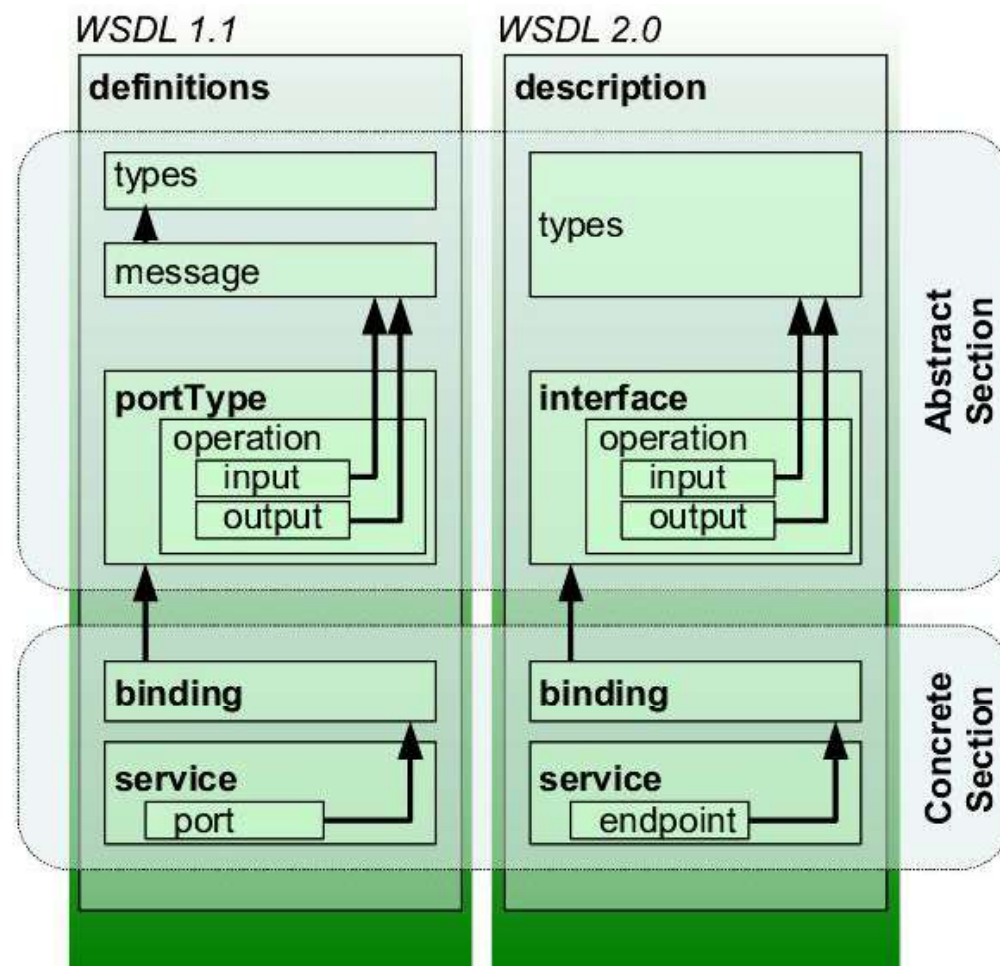 WSDL 1.1
definitions
types
message
portType
operation
input
output
binding
service
port
WSDL 2.0
description
types
interface
operation
input
output
binding
service
endpoint
Abstract
Section
Concrete
Section